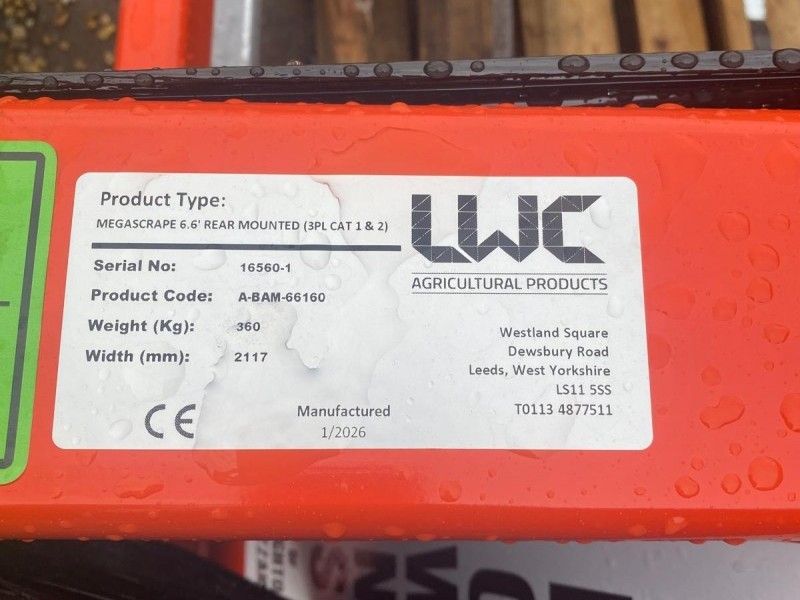 Product Type:
MEGASCRAPE 6.6' REAR MOUNTED (3PL CAT 1 & 2)
Serial No: 16560-1
Product Code: A-BAM-66160
Weight (Kg): 360
Width (mm): 2117
CE
Manufactured
1/2026
LWC
AGRICULTURAL PRODUCTS
Westland Square
Dewsbury Road
Leeds, West Yorkshire
LS11 5SS
T0113 4877511